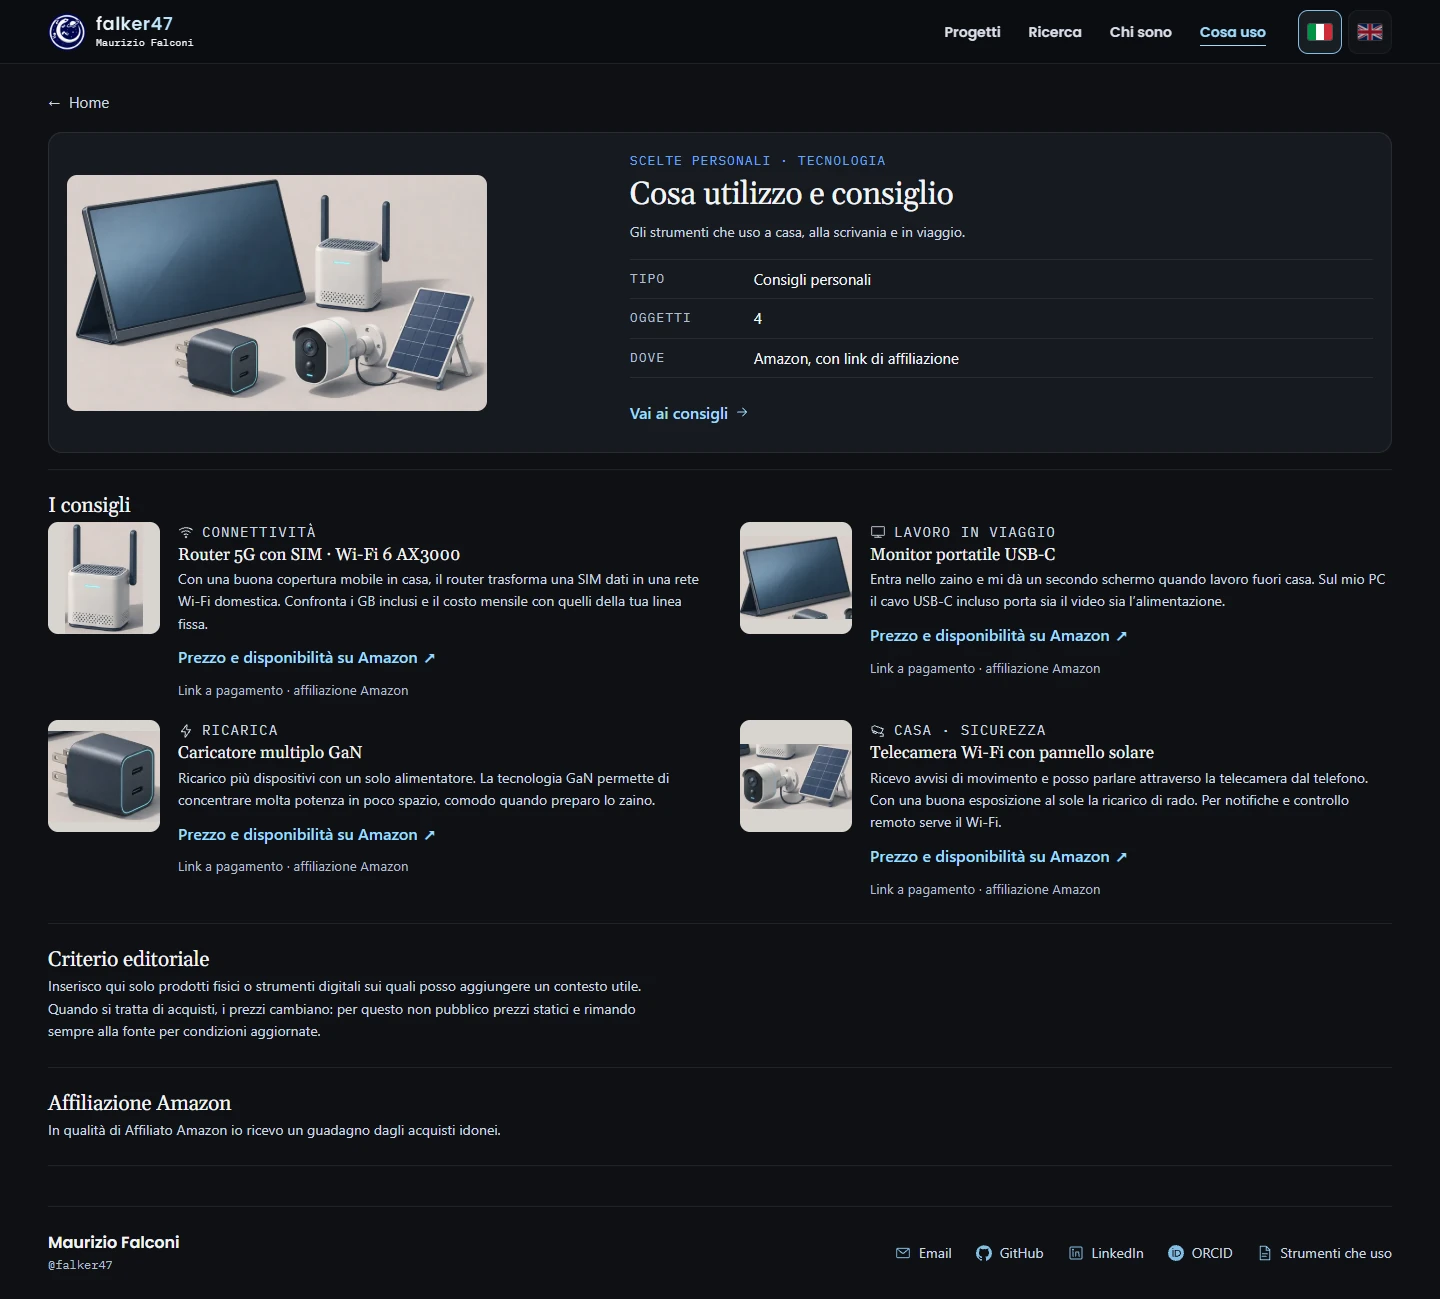 falker47
Maurizio Falconi
Progetti
Ricerca
Chi sono
Cosa uso
← Home
SCELTE PERSONALI · TECNOLOGIA
Cosa utilizzo e consiglio
Gli strumenti che uso a casa, alla scrivania e in viaggio.
TIPO Consigli personali
OGGETTI 4
DOVE Amazon, con link di affiliazione
Vai ai consigli →
I consigli
CONNETTIVITÀ
Router 5G con SIM · Wi-Fi 6 AX3000
Con una buona copertura mobile in casa, il router trasforma una SIM dati in una rete
Wi-Fi domestica. Confronta i GB inclusi e il costo mensile con quelli della tua linea
fissa.
Prezzo e disponibilità su Amazon ↗
Link a pagamento · affiliazione Amazon
LAVORO IN VIAGGIO
Monitor portatile USB-C
Entra nello zaino e mi dà un secondo schermo quando lavoro fuori casa. Sul mio PC
il cavo USB-C incluso porta sia il video sia l’alimentazione.
Prezzo e disponibilità su Amazon ↗
Link a pagamento · affiliazione Amazon
RICARICA
Caricatore multiplo GaN
Ricarico più dispositivi con un solo alimentatore. La tecnologia GaN permette di
concentrare molta potenza in poco spazio, comodo quando preparo lo zaino.
Prezzo e disponibilità su Amazon ↗
Link a pagamento · affiliazione Amazon
CASA · SICUREZZA
Telecamera Wi-Fi con pannello solare
Ricevo avvisi di movimento e posso parlare attraverso la telecamera dal telefono.
Con una buona esposizione al sole la ricarico di rado. Per notifiche e controllo
remoto serve il Wi-Fi.
Prezzo e disponibilità su Amazon ↗
Link a pagamento · affiliazione Amazon
Criterio editoriale
Inserisco qui solo prodotti fisici o strumenti digitali sui quali posso aggiungere un contesto utile.
Quando si tratta di acquisti, i prezzi cambiano: per questo non pubblico prezzi statici e rimando
sempre alla fonte per condizioni aggiornate.
Affiliazione Amazon
In qualità di Affiliato Amazon io ricevo un guadagno dagli acquisti idonei.
Maurizio Falconi
@falker47
Email
GitHub
LinkedIn
ORCID
Strumenti che uso